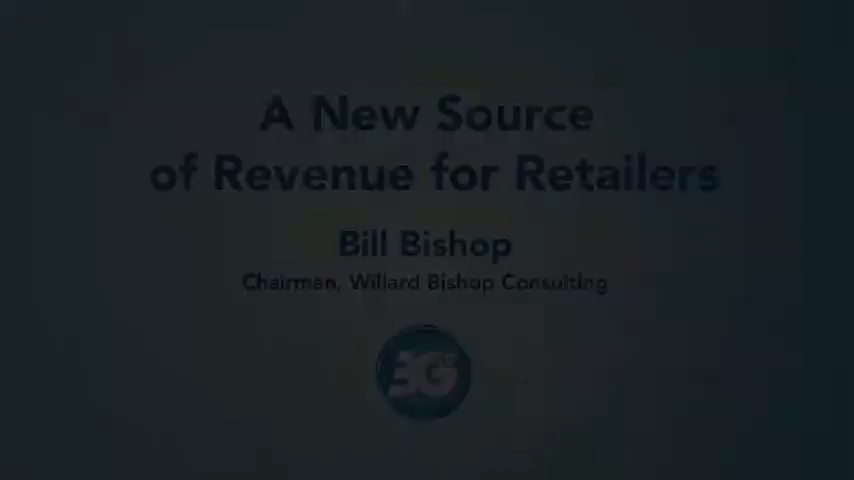 A New Source
of Revenue for Retailers
Bill Bishop
Chairman, Willard Bishop Consulting
3G